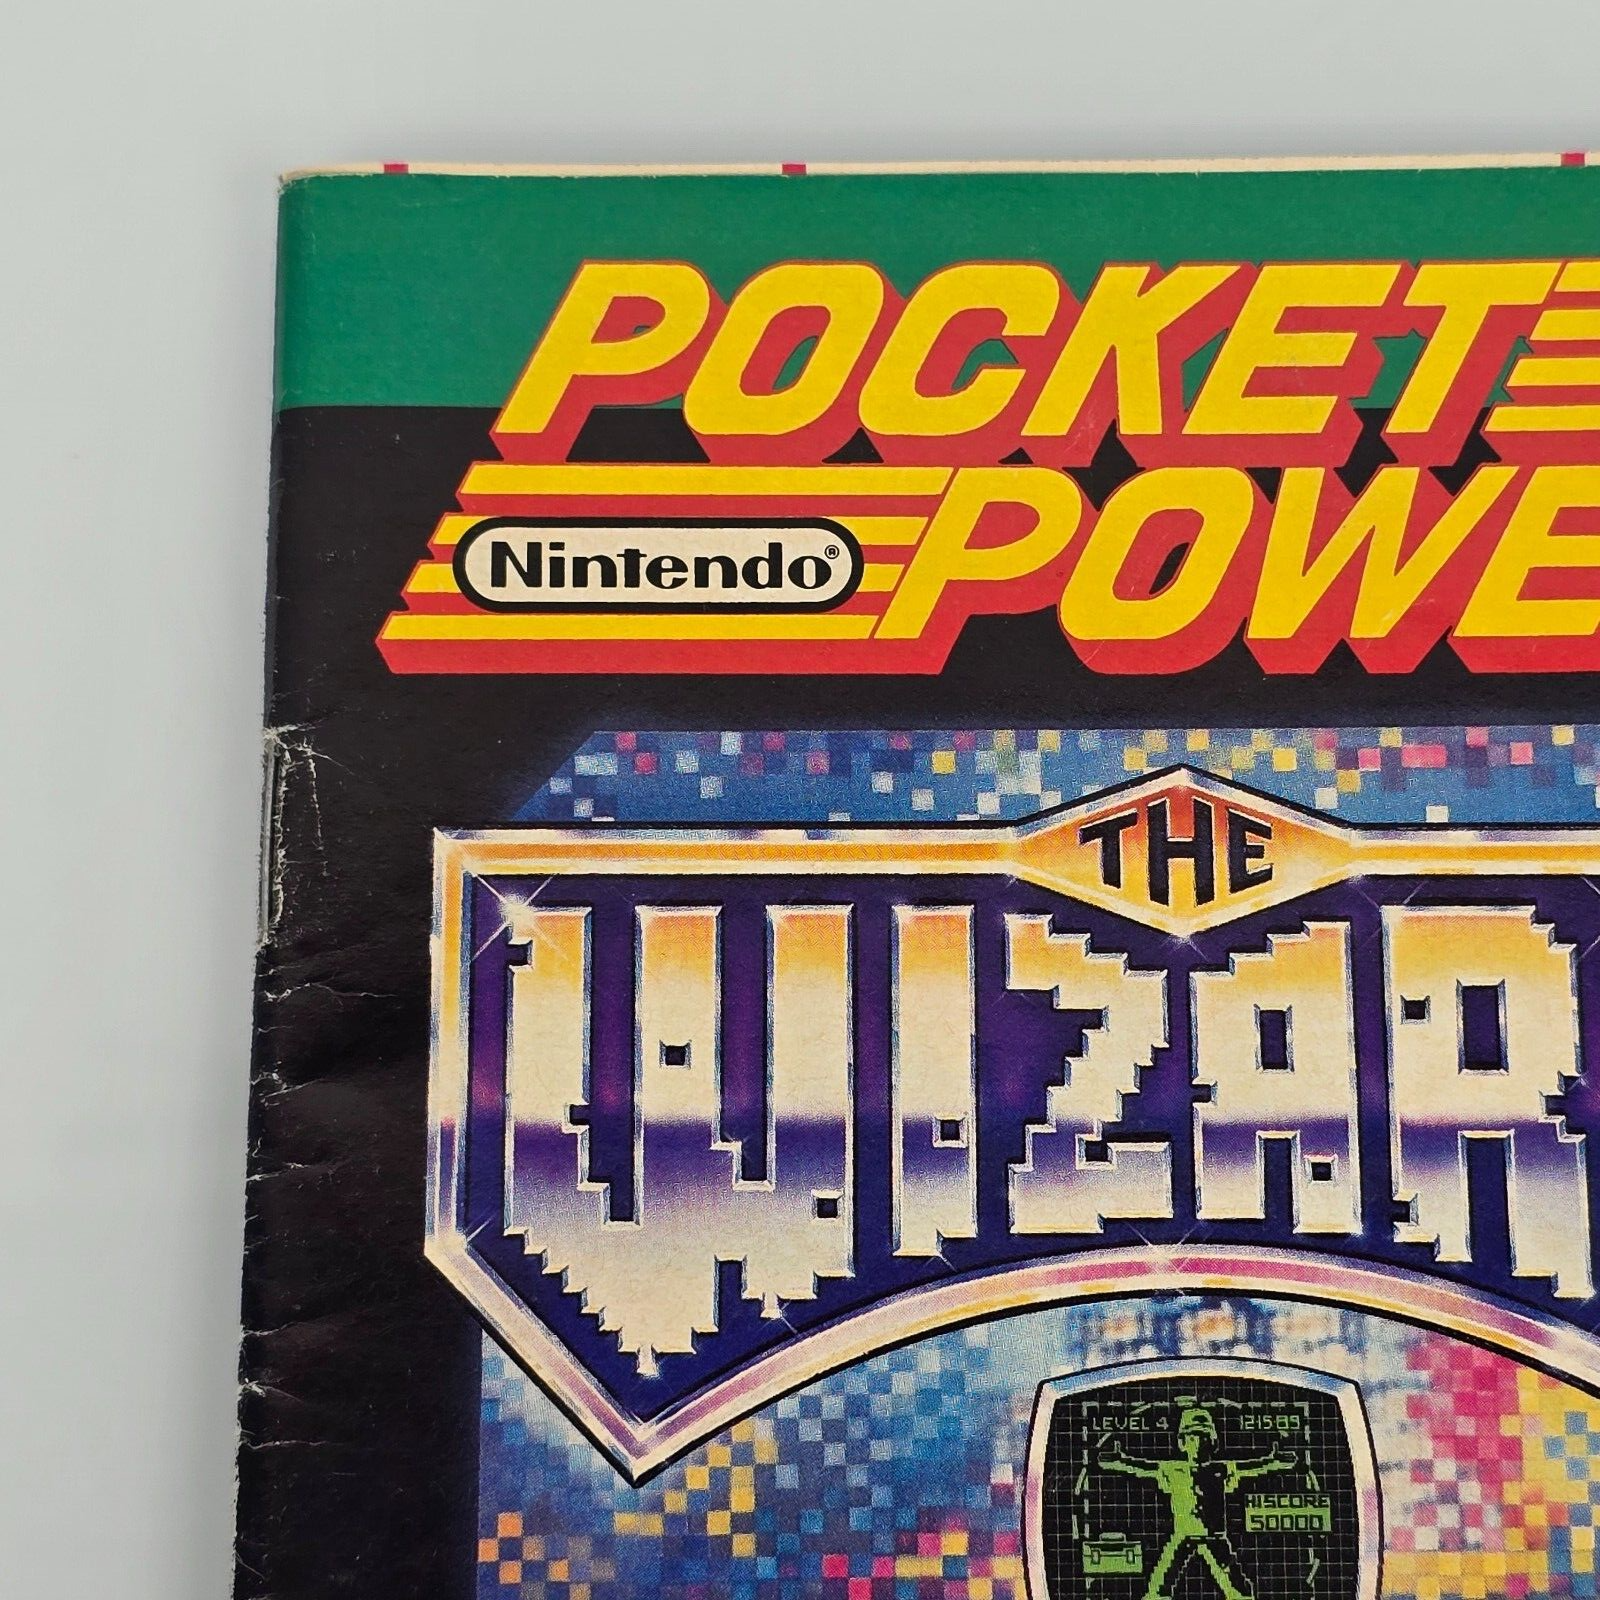 POCKET
Nintendo®
POWE
THE
WIZAR
LEVEL 4 121589
HISCORE
50000